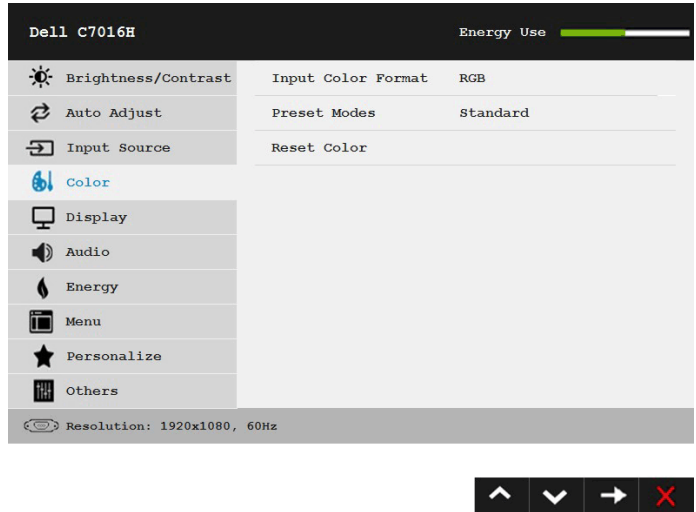 Dell C7016H Energy Use
Brightness/Contrast Input Color Format RGB
Auto Adjust Preset Modes Standard
Input Source Reset Color
Color
Display
Audio
Energy
Menu
Personalize
Others
Resolution: 1920x1080, 60Hz